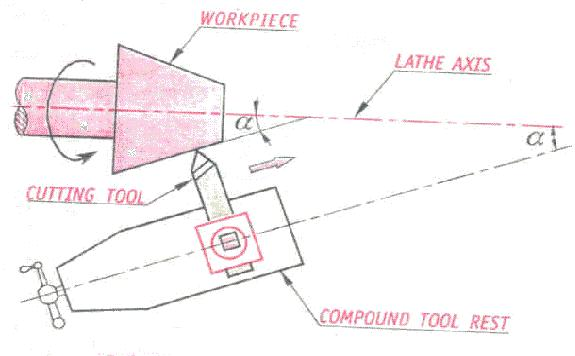 WORKPIECE
LATHE AXIS
α
α
CUTTING TOOL
COMPOUND TOOL REST